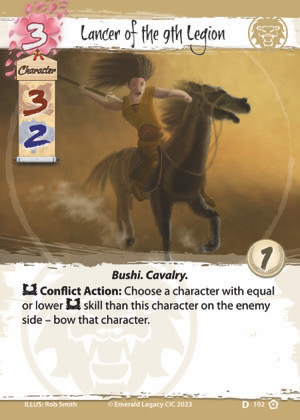 3
Lancer of the 9th Legion
Character
3
2
1
Bushi. Cavalry.
Conflict Action: Choose a character with equal
or lower skill than this character on the enemy
side – bow that character.
ILLUS: Rob Smith © Emerald Legacy CIC 2023 D 102